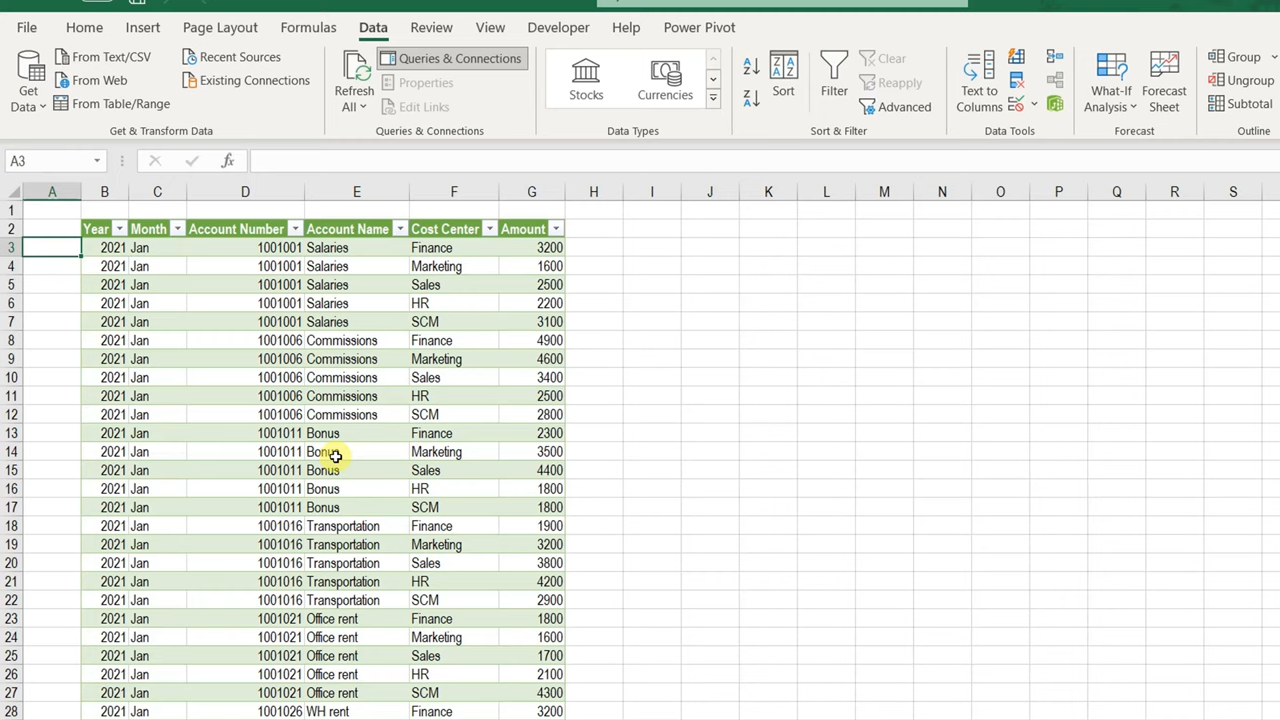 File Home Insert Page Layout Formulas Data Review View Developer Help Power Pivot
Get Data
From Text/CSV
From Web
From Table/Range
Recent Sources
Existing Connections
Get & Transform Data
Refresh All
Queries & Connections
Properties
Edit Links
Queries & Connections
Stocks
Currencies
Data Types
Sort
Filter
Clear
Reapply
Advanced
Sort & Filter
Text to Columns
Data Tools
What-If Analysis
Forecast Sheet
Forecast
Group
Ungroup
Subtotal
Outline
A3 fx
A B C D E F G H I J K L M N O P Q R S
1
2 Year Month Account Number Account Name Cost Center Amount
3 2021 Jan 1001001 Salaries Finance 3200
4 2021 Jan 1001001 Salaries Marketing 1600
5 2021 Jan 1001001 Salaries Sales 2500
6 2021 Jan 1001001 Salaries HR 2200
7 2021 Jan 1001001 Salaries SCM 3100
8 2021 Jan 1001006 Commissions Finance 4900
9 2021 Jan 1001006 Commissions Marketing 4600
10 2021 Jan 1001006 Commissions Sales 3400
11 2021 Jan 1001006 Commissions HR 2500
12 2021 Jan 1001006 Commissions SCM 2800
13 2021 Jan 1001011 Bonus Finance 2300
14 2021 Jan 1001011 Bonus Marketing 3500
15 2021 Jan 1001011 Bonus Sales 4400
16 2021 Jan 1001011 Bonus HR 1800
17 2021 Jan 1001011 Bonus SCM 1800
18 2021 Jan 1001016 Transportation Finance 1900
19 2021 Jan 1001016 Transportation Marketing 3200
20 2021 Jan 1001016 Transportation Sales 3800
21 2021 Jan 1001016 Transportation HR 4200
22 2021 Jan 1001016 Transportation SCM 2900
23 2021 Jan 1001021 Office rent Finance 1800
24 2021 Jan 1001021 Office rent Marketing 1600
25 2021 Jan 1001021 Office rent Sales 1700
26 2021 Jan 1001021 Office rent HR 2100
27 2021 Jan 1001021 Office rent SCM 4300
28 2021 Jan 1001026 WH rent Finance 3200